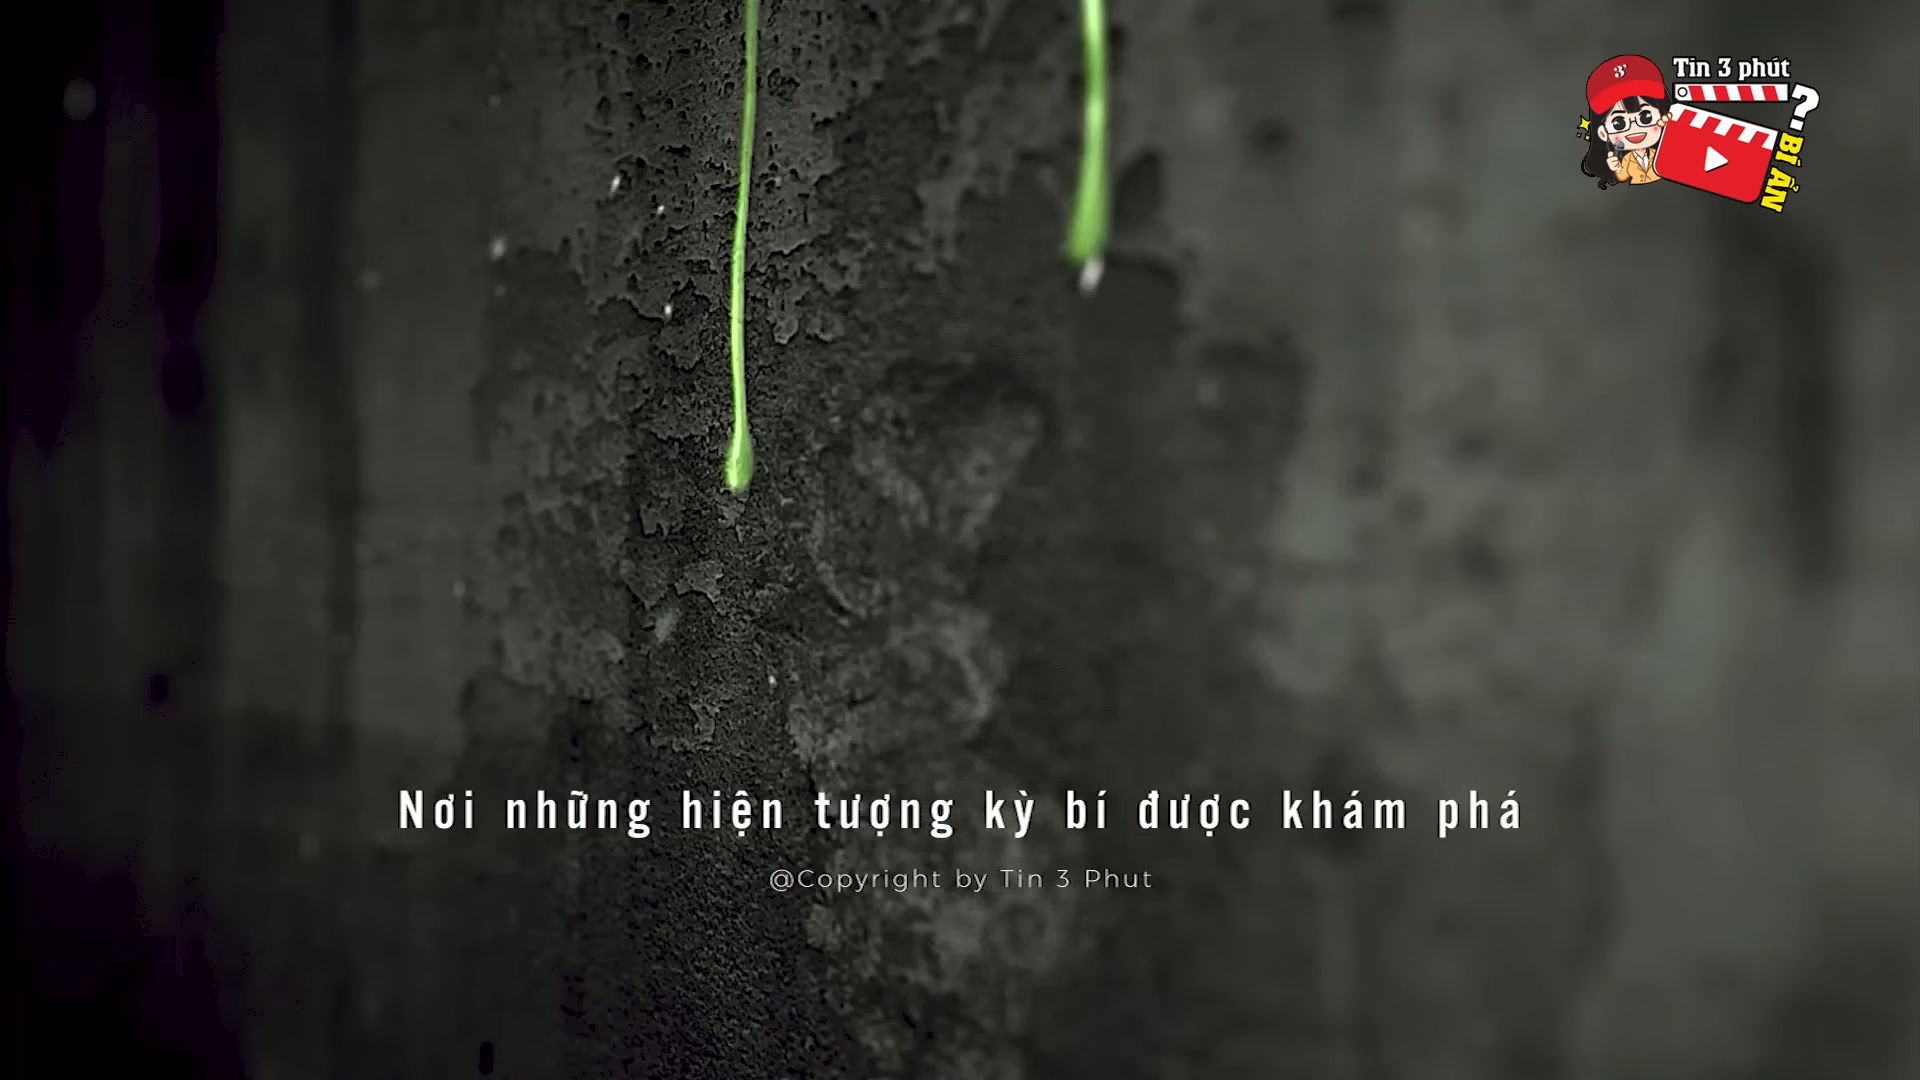 3'
Tin 3 phút
?
BÍ ẨN
Nơi những hiện tượng kỳ bí được khám phá
@Copyright by Tin 3 Phut